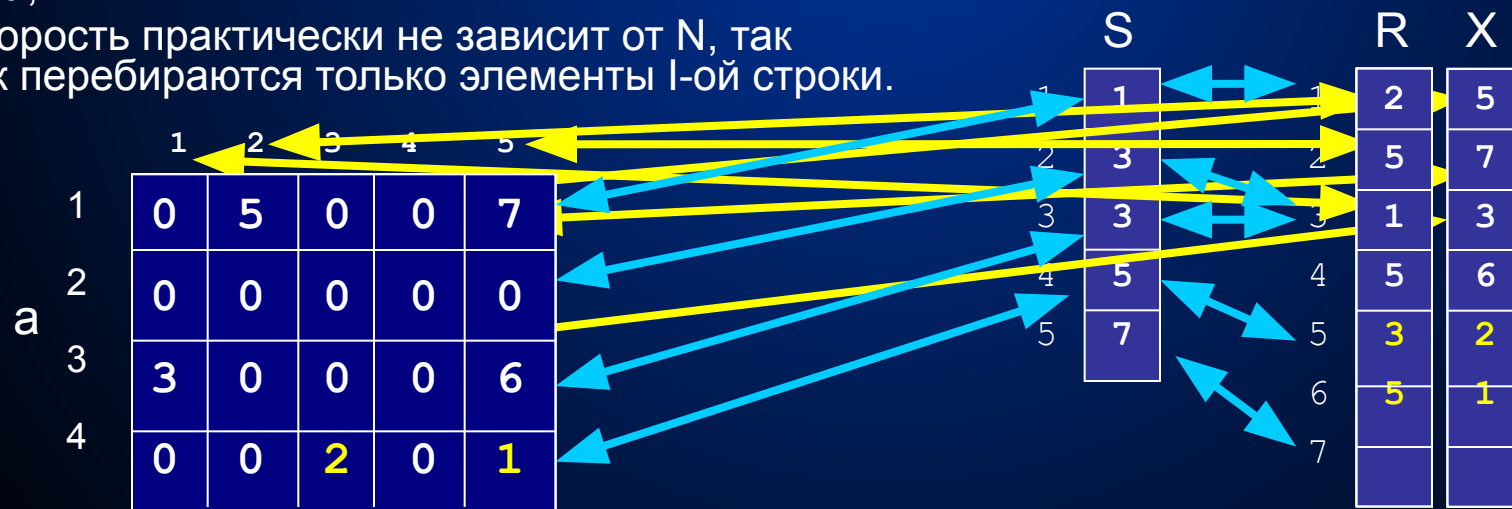 орость практически не зависит от N, так
к перебираются только элементы I-ой строки.
S R X
1 2 3 4 5
a
1 0 5 0 0 7
2 0 0 0 0 0
3 3 0 0 0 6
4 0 0 2 0 1
1 1
2 3
3 3
4 5
5 7
1 2 5
2 5 7
3 1 3
4 5 6
5 3 2
6 5 1
7